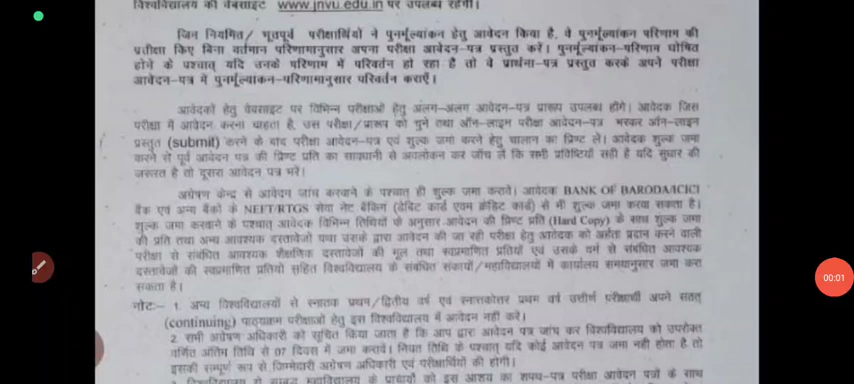 विश्वविद्यालय की वेबसाइट www.jnvu.edu.in पर उपलब्ध रहेगी।
जिन नियमित/ भूतपूर्व परीक्षार्थियों ने पुनर्मूल्यांकन हेतु आवेदन किया है, वे पुनर्मूल्यांकन परिणाम की
प्रतीक्षा किए बिना वर्तमान परिणामानुसार अपना परीक्षा आवेदन-पत्र प्रस्तुत करें। पुनर्मूल्यांकन-परिणाम घोषित
होने के पश्चात् यदि उनके परिणाम में परिवर्तन हो रहा है तो वे प्रार्थना-पत्र प्रस्तुत करके अपने परीक्षा
आवेदन-पत्र में पुनर्मूल्यांकन-परिणामानुसार परिवर्तन कराएँ।
आवेदकों हेतु वेबसाइट पर विभिन्न परीक्षाओं हेतु अलग-अलग आवेदन-पत्र प्रारूप उपलब्ध होंगे। आवेदक जिस
परीक्षा में आवेदन करना चाहता है, उस परीक्षा/प्रारूप को चुने तथा ऑन-लाइन परीक्षा आवेदन-पत्र भरकर ऑन-लाइन
प्रस्तुत (submit) करने के बाद परीक्षा आवेदन-पत्र एवं शुल्क जमा करने हेतु चालान का प्रिण्ट लें। आवेदक शुल्क जमा
करने से पूर्व आवेदन पत्र की प्रिण्ट प्रति का सावधानी से अवलोकन कर जाँच लें कि सभी प्रविष्टियाँ सही है यदि सुधार की
जरूरत है तो दूसरा आवेदन पत्र भरें।
अग्रेषण केन्द्र से आवेदन जांच करवाने के पश्चात् ही शुल्क जमा करावें। आवेदक BANK OF BARODA/ICICI
बैंक एवं अन्य बैंको के NEFT/RTGS सेवा नेट बैंकिंग (डेबिट कार्ड एवम क्रेडिट कार्ड) से भी शुल्क जमा करवा सकता है।
शुल्क जमा करवाने के पश्चात् आवेदक विभिन्न तिथियों के अनुसार आवेदन की प्रिण्ट प्रति (Hard Copy) के साथ शुल्क जमा
की प्रति तथा अन्य आवश्यक दस्तावेजों यथा उसके द्वारा आवेदन की जा रही परीक्षा हेतु आवेदक को अर्हता प्रदान करने वाली
परीक्षा से संबंधित आवश्यक शैक्षणिक दस्तावेजों की मूल तथा स्वप्रमाणित प्रतियाँ एवं उसके वर्ग से संबंधित आवश्यक
दस्तावेजों की स्वप्रमाणित प्रतियों सहित विश्वविद्यालय के संबंधित संकायों/महाविद्यालयों में कार्यालय समयानुसार जमा करा
सकता है।
नोटः- 1. अन्य विश्वविद्यालयों से स्नातक प्रथम/द्वितीय वर्ष एवं स्नातकोत्तर प्रथम वर्ष उत्तीर्ण परीक्षार्थी अपने सतत्
(continuing) पाठ्यक्रम परीक्षाओं हेतु इस विश्वविद्यालय में आवेदन नहीं करें।
2. सभी अग्रेषण अधिकारी को सूचित किया जाता है कि आप द्वारा आवेदन पत्र जांच कर विश्वविद्यालय को उपरोक्त
वर्णित अंतिम तिथि से 07 दिवस में जमा करावें। नियत तिथि के पश्चात् यदि कोई आवेदन पत्र जमा नहीं होता है तो
इसकी सम्पूर्ण रूप से जिम्मेदारी अग्रेषण अधिकारी एवं परीक्षार्थियों की होगी।
को इस आशय का शपथ-पत्र परीक्षा आवेदन पत्रों के साथ
00:01